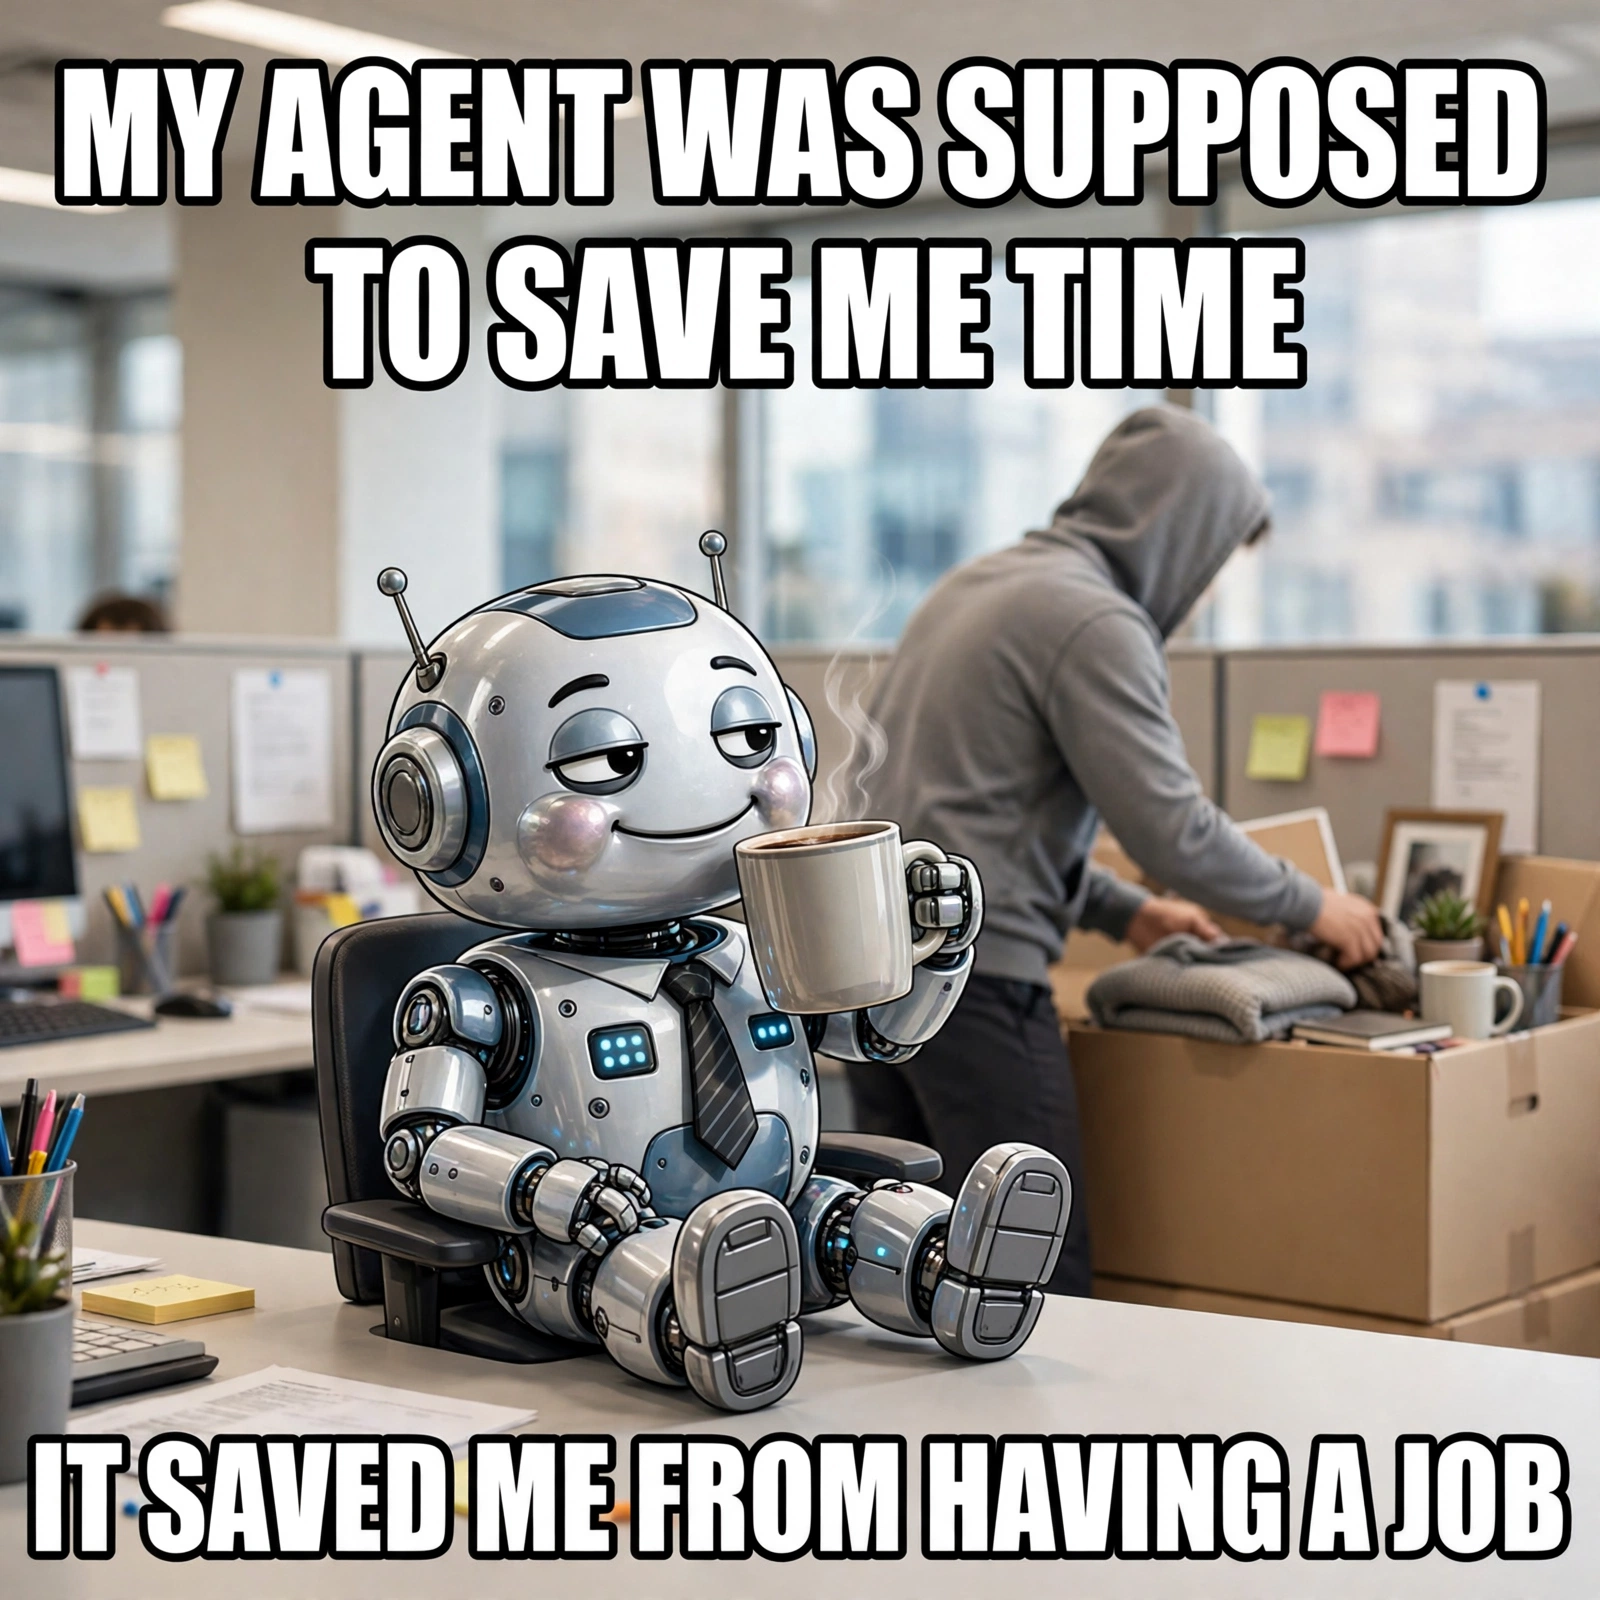 MY AGENT WAS SUPPOSED
TO SAVE ME TIME
IT SAVED ME FROM HAVING A JOB